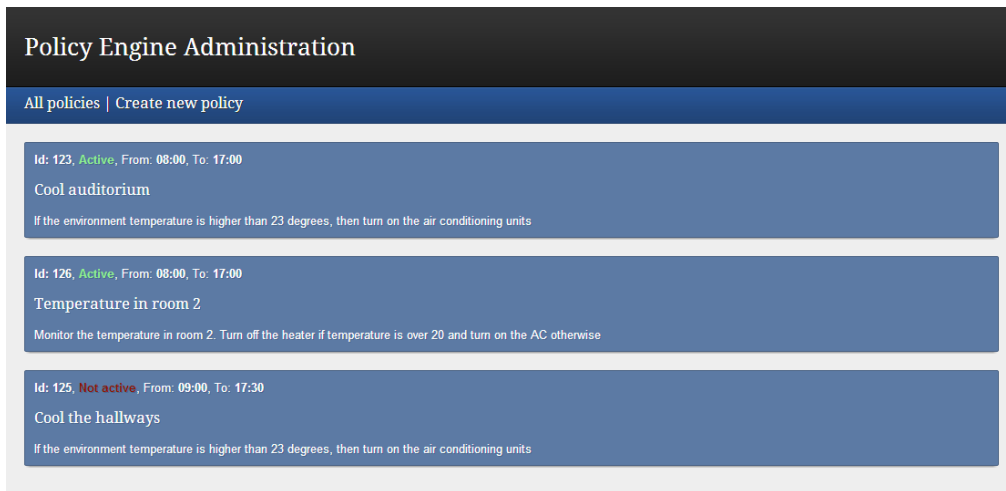 Policy Engine Administration
All policies | Create new policy
Id: 123, Active, From: 08:00, To: 17:00
Cool auditorium
If the environment temperature is higher than 23 degrees, then turn on the air conditioning units
Id: 126, Active, From: 08:00, To: 17:00
Temperature in room 2
Monitor the temperature in room 2. Turn off the heater if temperature is over 20 and turn on the AC otherwise
Id: 125, Not active, From: 09:00, To: 17:30
Cool the hallways
If the environment temperature is higher than 23 degrees, then turn on the air conditioning units